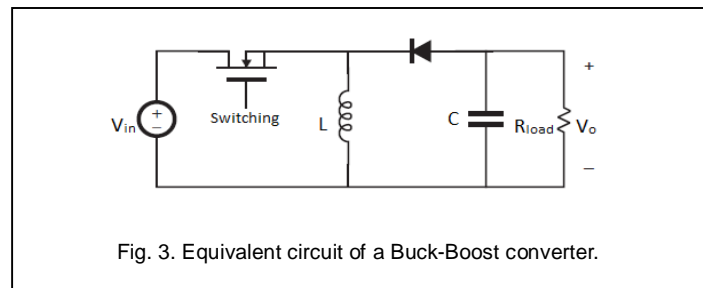 +
Vin
+
−
Switching
L
C
Rload
Vo
−
Fig. 3. Equivalent circuit of a Buck-Boost converter.